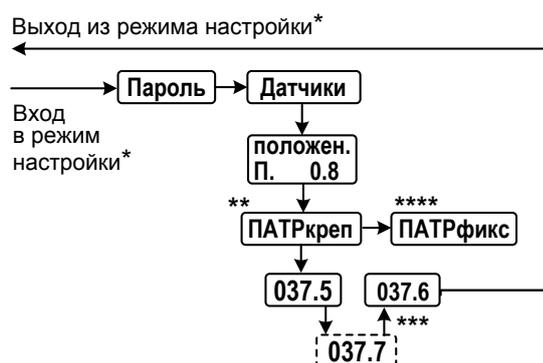 Выход из режима настройки*
Пароль
Датчики
Вход
в режим
настройки*
положен.
П. 0.8
**
****
ПАТРкреп
ПАТРфикс
037.5
037.6
***
037.7